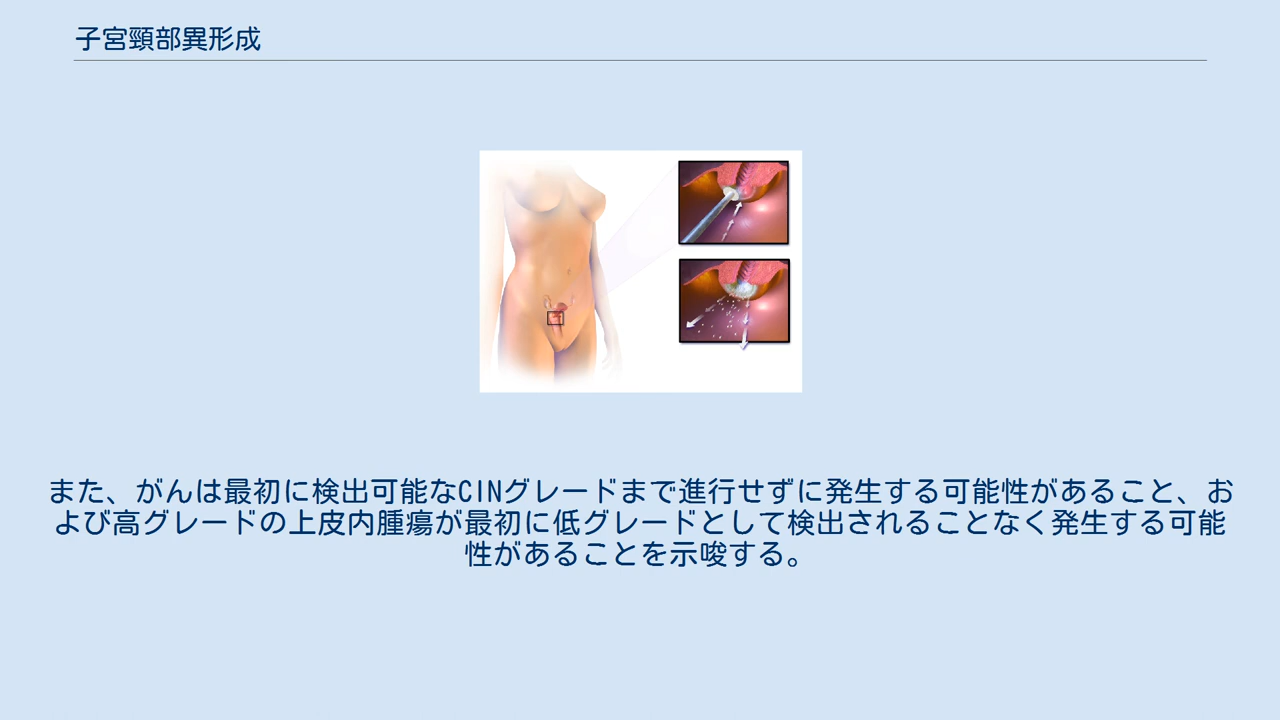 子宮頸部異形成
また、がんは最初に検出可能なCINグレードまで進行せずに発生する可能性があること、お
よび高グレードの上皮内腫瘍が最初に低グレードとして検出されることなく発生する可能
性があることを示唆する。